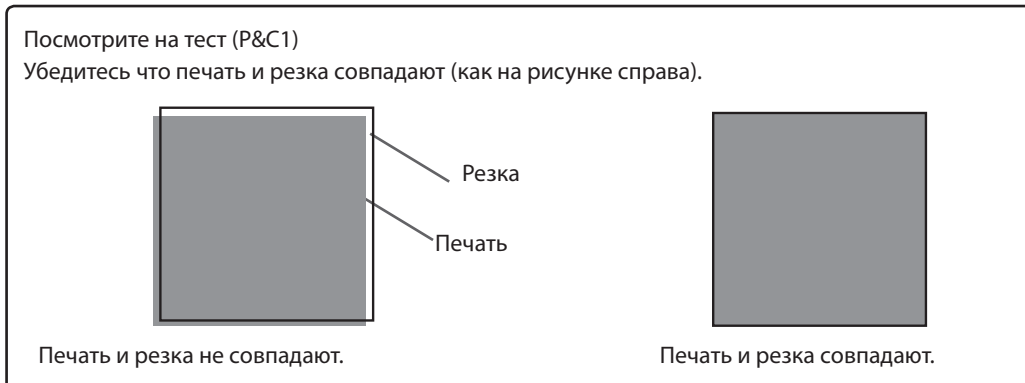 Посмотрите на тест (P&C1)
Убедитесь что печать и резка совпадают (как на рисунке справа).
Резка
Печать
Печать и резка не совпадают.
Печать и резка совпадают.